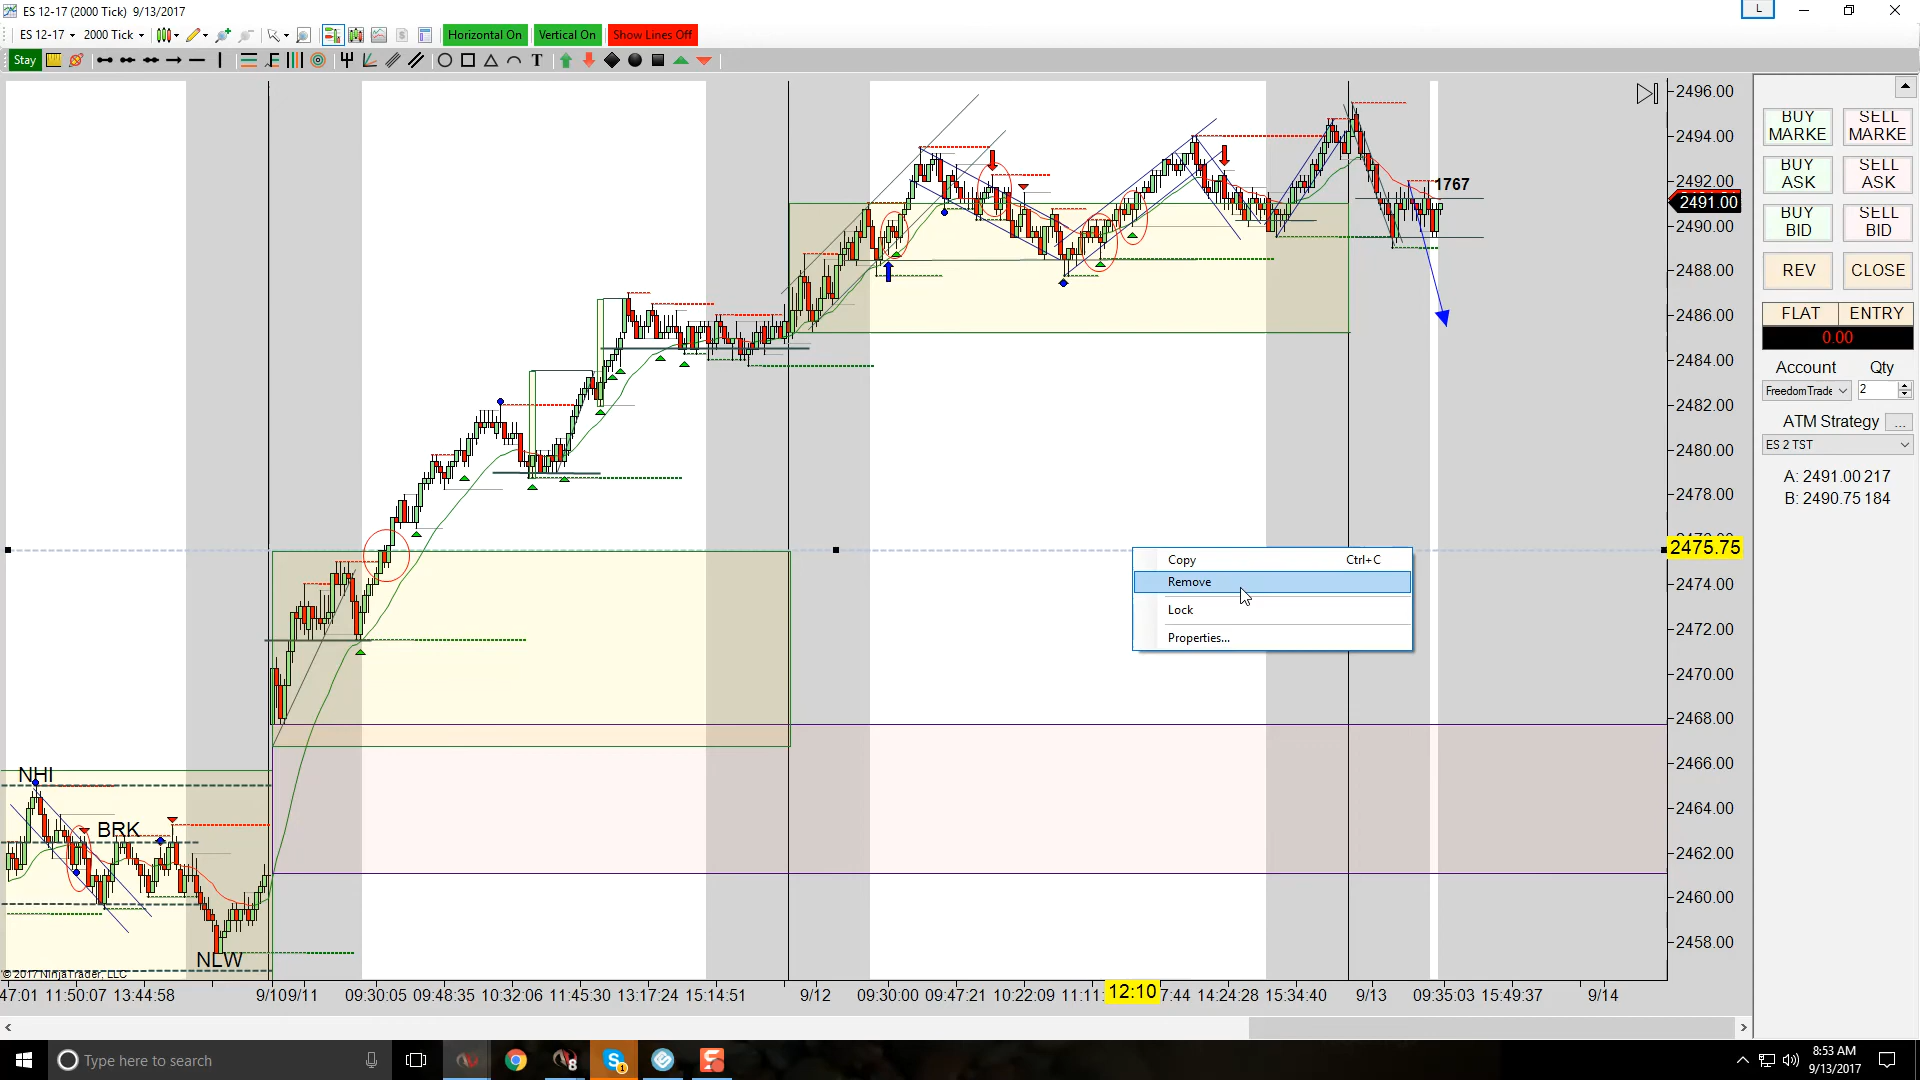 ES 12-17 (2000 Tick) 9/13/2017
L
ES 12-17 2000 Tick Horizontal On Vertical On Show Lines Off
Stay T
2496.00
2494.00
2492.00
2491.00
2490.00
2488.00
2486.00
2484.00
2482.00
2480.00
2478.00
2475.75
2474.00
2472.00
2470.00
2468.00
2466.00
2464.00
2462.00
2460.00
2458.00
1767
Copy Ctrl+C
Remove
Lock
Properties...
NHI
BRK
NLW
© 2017 NinjaTrader, LLC
47:01 11:50:07 13:44:58 9/11 09:30:05 09:48:35 10:32:06 11:45:30 13:17:24 15:14:51 9/12 09:30:00 09:47:21 10:22:09 11:11: 12:10 7:44 14:24:28 15:34:40 9/13 09:35:03 15:49:37 9/14
BUY MARKE SELL MARKE
BUY ASK SELL ASK
BUY BID SELL BID
REV CLOSE
FLAT ENTRY
0.00
Account Qty
FreedomTrade 2
ATM Strategy ...
ES 2 TST
A: 2491.00 217
B: 2490.75 184
Type here to search
8
S 1
8:53 AM
9/13/2017